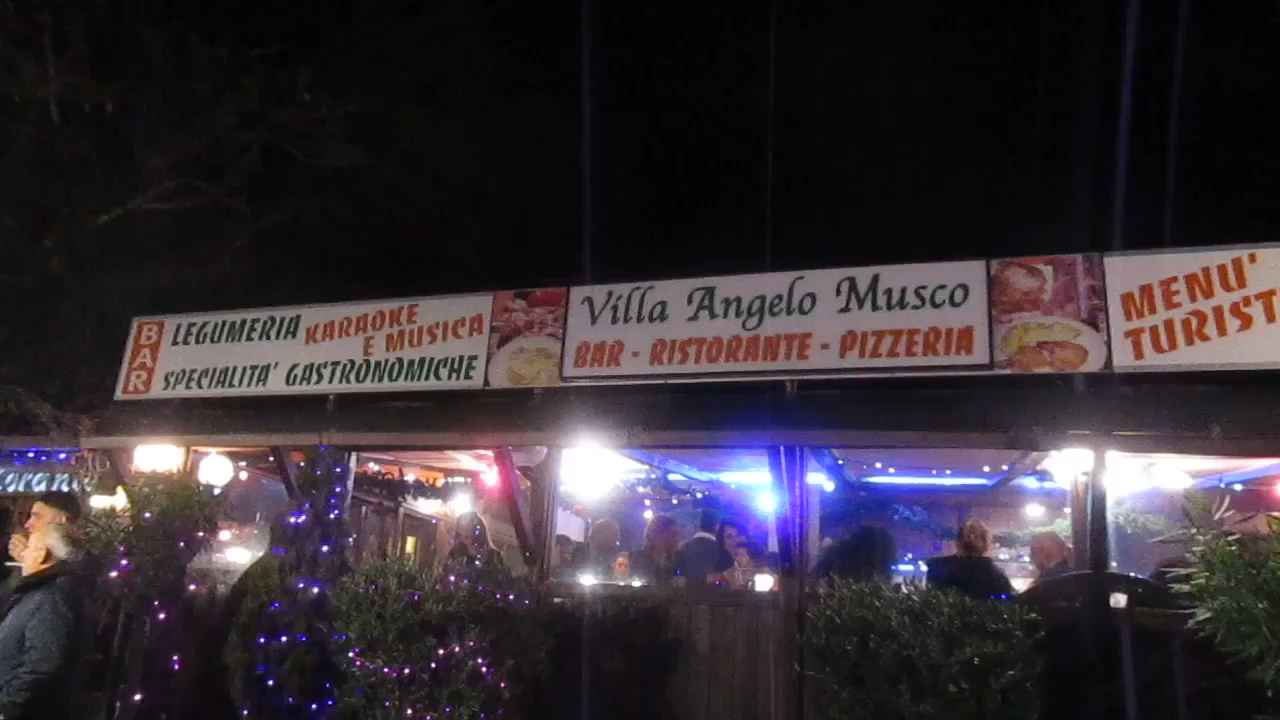 BAR
LEGUMERIA
KARAOKE
E MUSICA
SPECIALITA' GASTRONOMICHE
Villa Angelo Musco
BAR - RISTORANTE - PIZZERIA
MENU'
TURIST